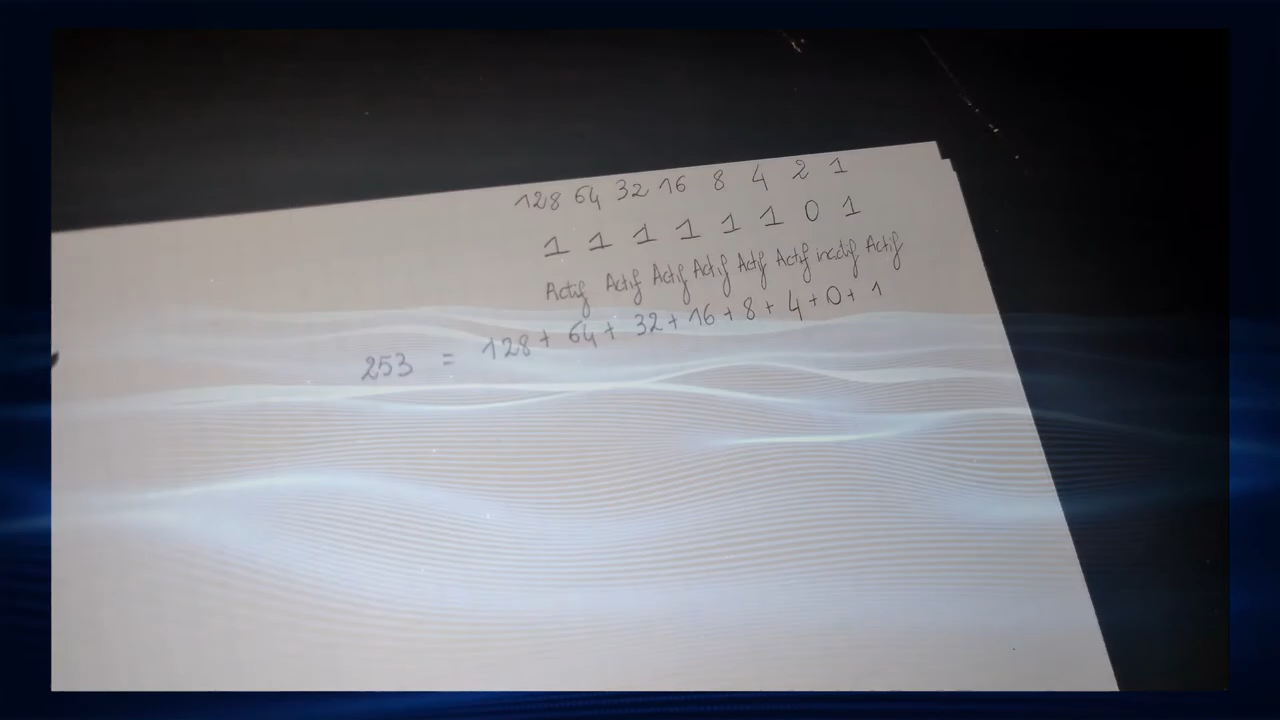 128 64 32 16 8 4 2 1
1 1 1 1 1 1 0 1
Actif Actif Actif Actif Actif Actif inactif Actif
253 = 128 + 64 + 32 + 16 + 8 + 4 + 0 + 1